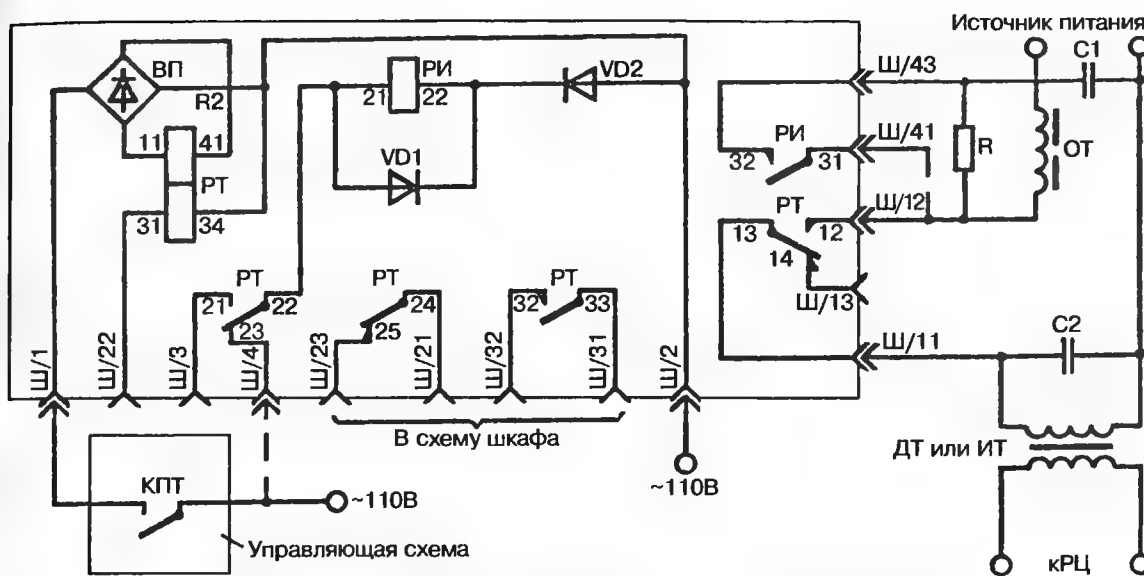 Источник питания
ВП
R2
11
41
РТ
31
34
21
РИ
22
VD1
VD2
Ш/43
C1
32
РИ
31
Ш/41
R
ОТ
РТ
13
12
14
Ш/12
Ш/13
Ш/11
C2
РТ
21
22
23
РТ
24
25
РТ
32
33
Ш/1
Ш/22
Ш/3
Ш/4
Ш/23
Ш/21
Ш/32
Ш/31
Ш/2
В схему шкафа
КПТ
~110В
~110В
Управляющая схема
ДТ или ИТ
кРЦ